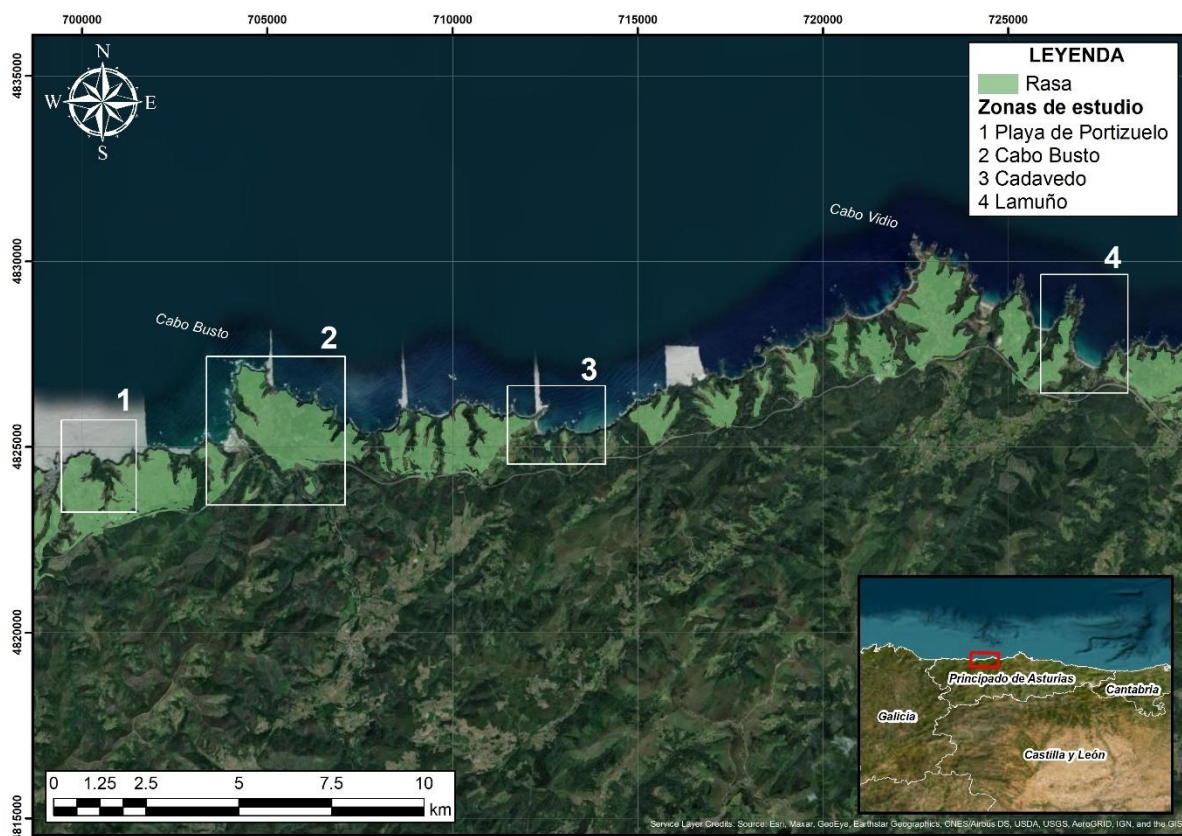 700000 705000 710000 715000 720000 725000
4835000
4830000
4825000
4820000
4815000
N
W E
S
LEYENDA
Rasa
Zonas de estudio
1 Playa de Portizuelo
2 Cabo Busto
3 Cadavedo
4 Lamuño
Cabo Vidio
Cabo Busto
1
2
3
4
Principado de Asturias
Cantabria
Galicia
Castilla y León
0 1.25 2.5 5 7.5 10
km
Service Layer Credits: Source: Esri, Maxar, GeoEye, Earthstar Geographics, CNES/Airbus DS, USDA, USGS, AeroGRID, IGN, and the GIS